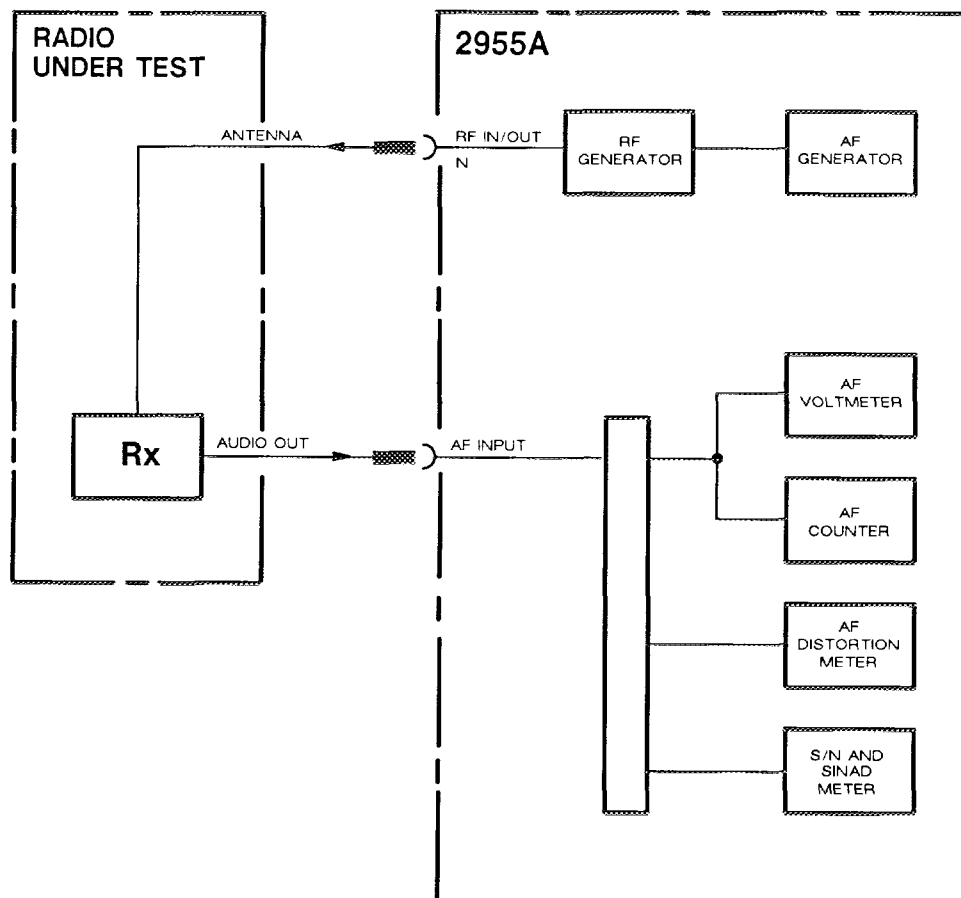 RADIO
UNDER TEST
2955A
ANTENNA
RF IN/OUT
N
RF
GENERATOR
AF
GENERATOR
Rx
AUDIO OUT
AF INPUT
AF
VOLTMETER
AF
COUNTER
AF
DISTORTION
METER
S/N AND
SINAD
METER